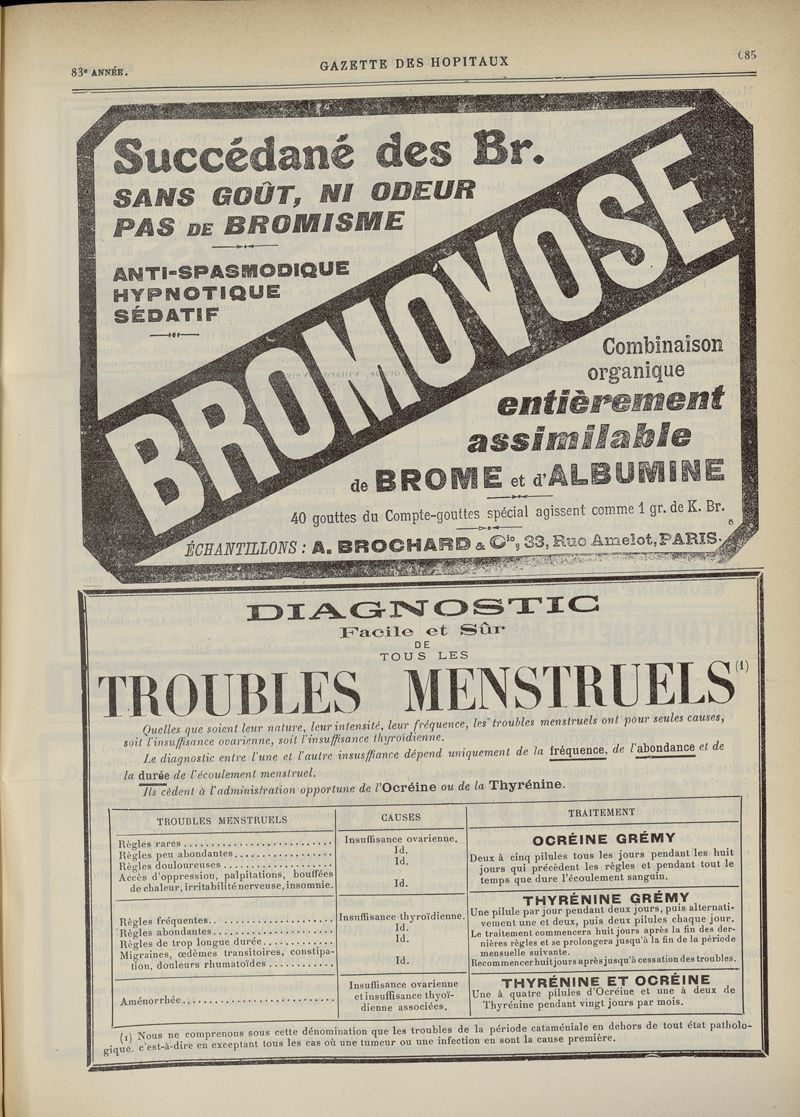 83e ANNÉE.
GAZETTE DES HOPITAUX
685
Succédané des Br.
SANS GOÛT, NI ODEUR
PAS DE BROMISME
ANTI-SPASMODIQUE
HYPNOTIQUE
SÉDATIF
BROMOVOSE
Combinaison
organique
entièrement
assimilable
de BROME et d'ALBUMINE
40 gouttes du Compte-gouttes spécial agissent comme 1 gr. de K. Br.
ÉCHANTILLONS : A. BROCHARD & Cie, 33, Rue Amelot, PARIS.
DIAGNOSTIC
Facile et Sûr
DE
TOUS LES
TROUBLES MENSTRUELS (1)
Quelles que soient leur nature, leur intensité, leur fréquence, les troubles menstruels ont pour seules causes,
soit l'insuffisance ovarienne, soit l'insuffisance thyroïdienne.
Le diagnostic entre l'une et l'autre insusffiance dépend uniquement de la fréquence, de l'abondance et de
la durée de l'écoulement menstruel.
Ils cèdent à l'administration opportune de l'Ocréine ou de la Thyrénine.
TROUBLES MENSTRUELS
CAUSES
TRAITEMENT
Règles rares
Règles peu abondantes
Règles douloureuses
Accès d'oppression, palpitations, bouffées
de chaleur, irritabilité nerveuse, insomnie.
Insuffisance ovarienne.
Id.
Id.
Id.
OCRÉINE GRÉMY
Deux à cinq pilules tous les jours pendant les huit
jours qui précèdent les règles et pendant tout le
temps que dure l'écoulement sanguin.
Règles fréquentes
Règles abondantes
Règles de trop longue durée
Migraines, œdèmes transitoires, constipa-
tion, douleurs rhumatoïdes
Insuffisance thyroïdienne.
Id.
Id.
Id.
THYRÉNINE GRÉMY
Une pilule par jour pendant deux jours, puis alternati-
vement une et deux, puis deux pilules chaque jour.
Le traitement commencera huit jours après la fin des der-
nières règles et se prolongera jusqu'à la fin de la période
mensuelle suivante.
Recommencer huit jours après jusqu'à cessation des troubles.
Aménorrhée
Insuffisance ovarienne
et insuffisance thyoï-
dienne associées.
THYRÉNINE ET OCRÉINE
Une à quatre pilules d'Ocréine et une à deux de
Thyrénine pendant vingt jours par mois.
(1) Nous ne comprenons sous cette dénomination que les troubles de la période cataméniale en dehors de tout état patholo-
gique. c'est-à-dire en exceptant tous les cas où une tumeur ou une infection en sont la cause première.